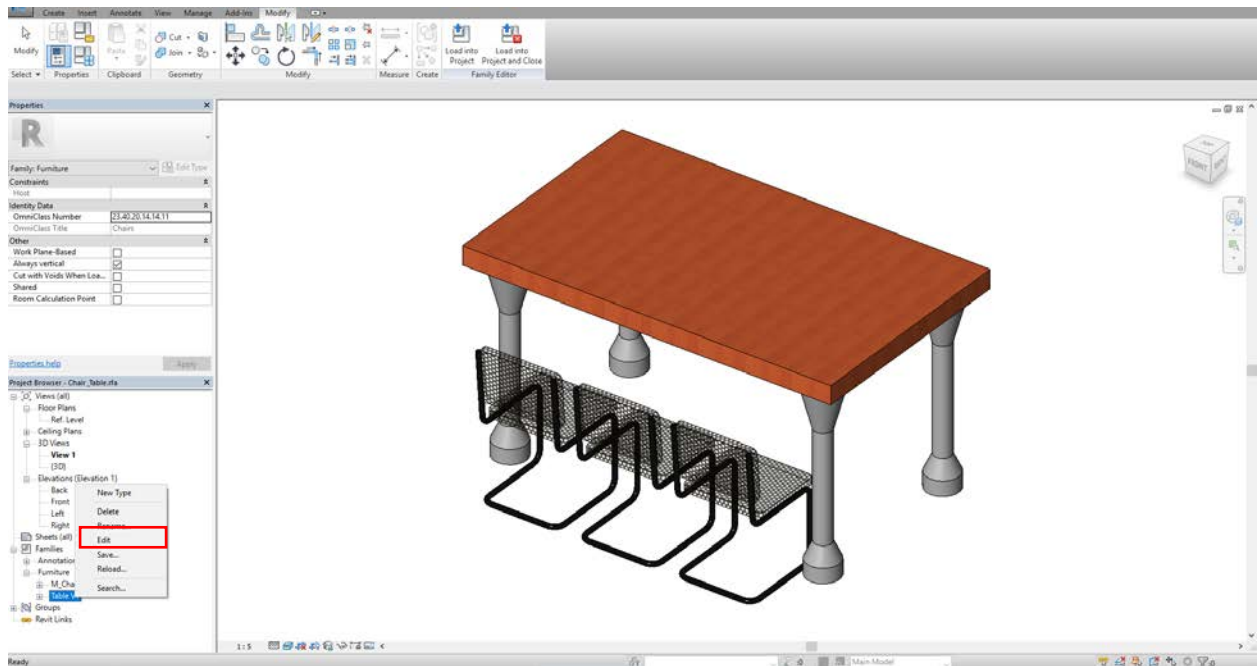 Create Insert Annotate View Manage Add-Ins Modify
Modify
Paste
Cut
Join
Load into Project
Load into Project and Close
Select Properties Clipboard Geometry Modify Measure Create Family Editor
Properties
R
Family: Furniture Edit Type
Constraints
Host
Identity Data
OmniClass Number 23.40.20.14.14.11
OmniClass Title Chairs
Other
Work Plane-Based
Always vertical
Cut with Voids When Loa...
Shared
Room Calculation Point
Properties help Apply
Project Browser - Chair_Table.rfa
Views (all)
Floor Plans
Ref. Level
Ceiling Plans
3D Views
View 1
{3D}
Elevations (Elevation 1)
Back
Front
Left
Right
Sheets (all)
Families
Annotation
Furniture
M_Cha
Table
Groups
Revit Links
New Type
Delete
Rename...
Edit
Save...
Reload...
Search...
TOP
FRONT
1 : 5
Ready
Main Model